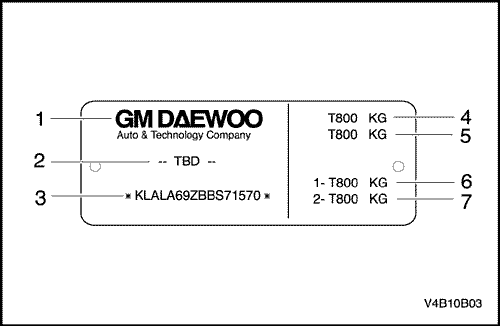 1 GM DAEWOO
Auto & Technology Company
2 -- TBD --
3 * KLALA69ZBBS71570 *
T800 KG 4
T800 KG 5
1- T800 KG 6
2- T800 KG 7
V4B10B03